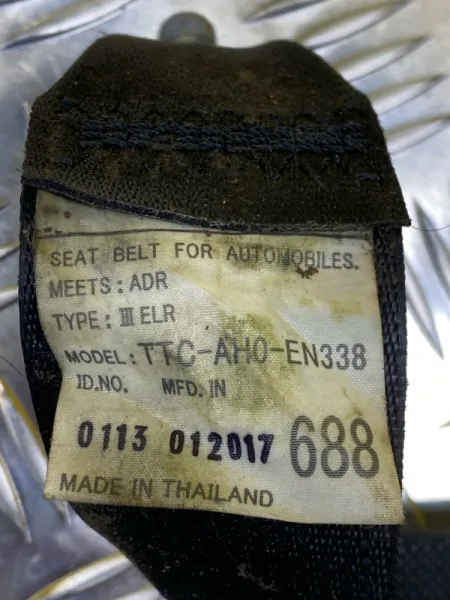 SEAT BELT FOR AUTOMOBILES.
MEETS: ADR
TYPE: Ⅲ ELR
MODEL: TTC-AH0-EN338
ID.NO. MFD. IN
0113 012017 688
MADE IN THAILAND